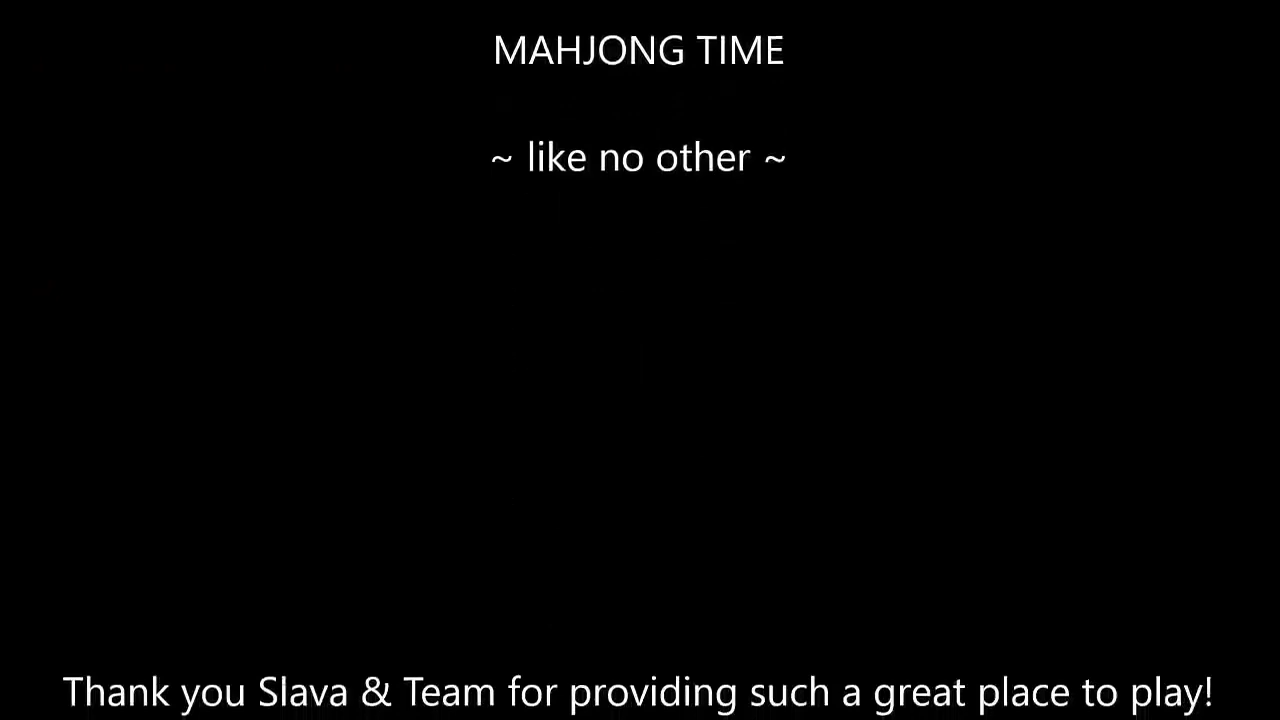 MAHJONG TIME
~ like no other ~
Thank you Slava & Team for providing such a great place to play!